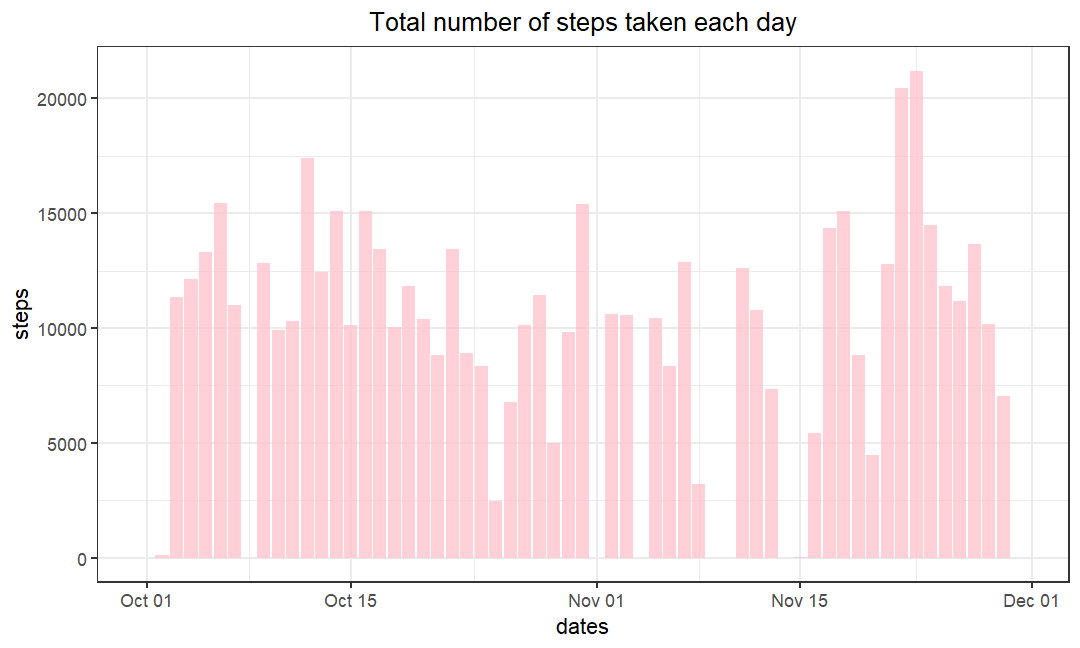 Total number of steps taken each day
20000
15000
10000
5000
0
steps
Oct 01
Oct 15
Nov 01
Nov 15
Dec 01
dates